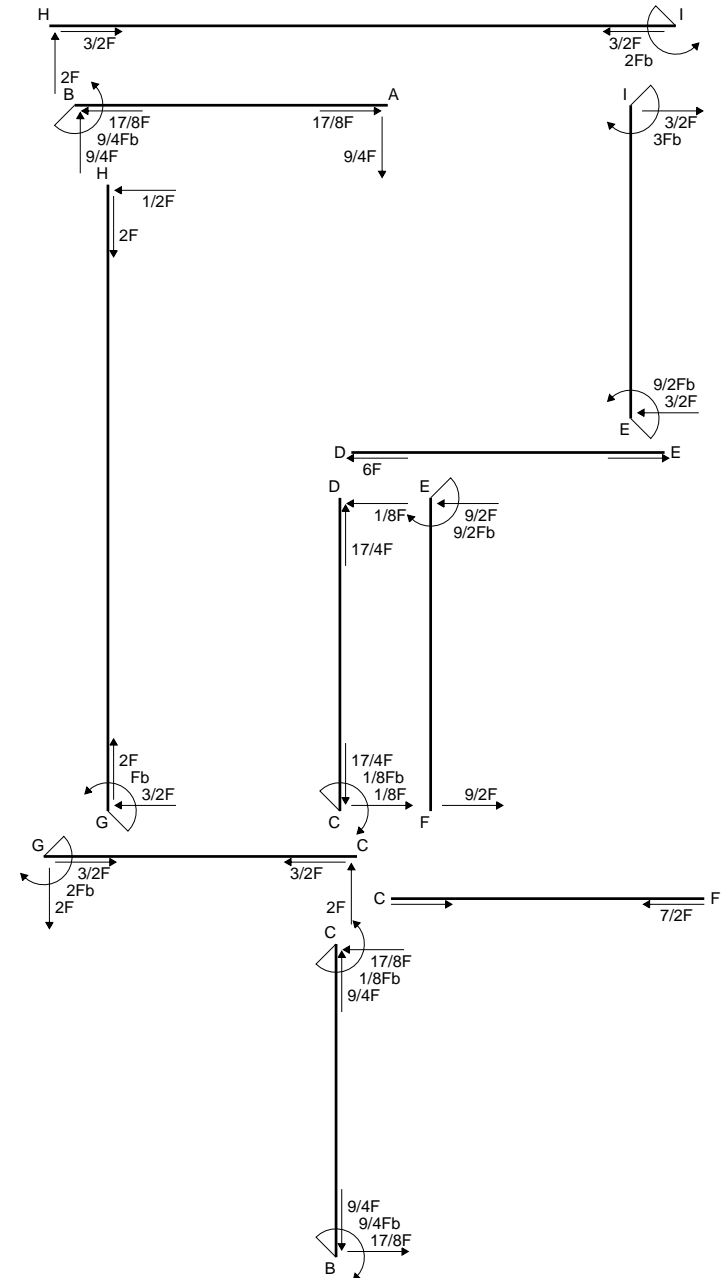 H I
3/2F 3/2F
2Fb
2F
B A I
17/8F 17/8F 3/2F
9/4Fb 3Fb
9/4F 9/4F
H
1/2F
2F
9/2Fb
3/2F
E
D E
6F
D E
1/8F 9/2F
9/2Fb
17/4F
2F 17/4F
Fb 1/8Fb
3/2F 1/8F 9/2F
G C F
G C
3/2F 3/2F
2Fb
2F 2F
C F
7/2F
C
17/8F
1/8Fb
9/4F
9/4F
9/4Fb
17/8F
B